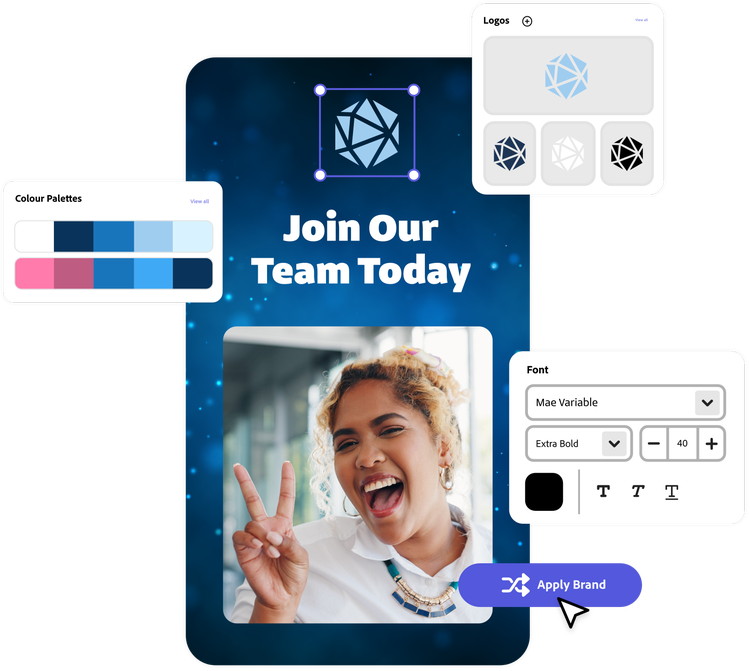 Logos
View all
Join Our
Team Today
Colour Palettes
View all
Font
Mae Variable
Extra Bold
40
T T T
Apply Brand